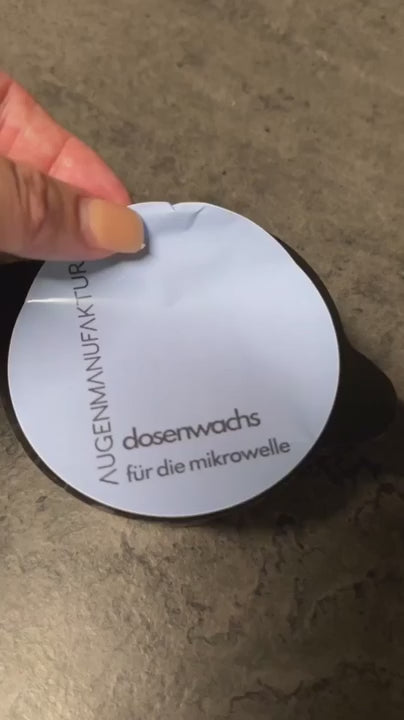 AUGENMANUFAKTUR
dosenwachs
für die mikrowelle